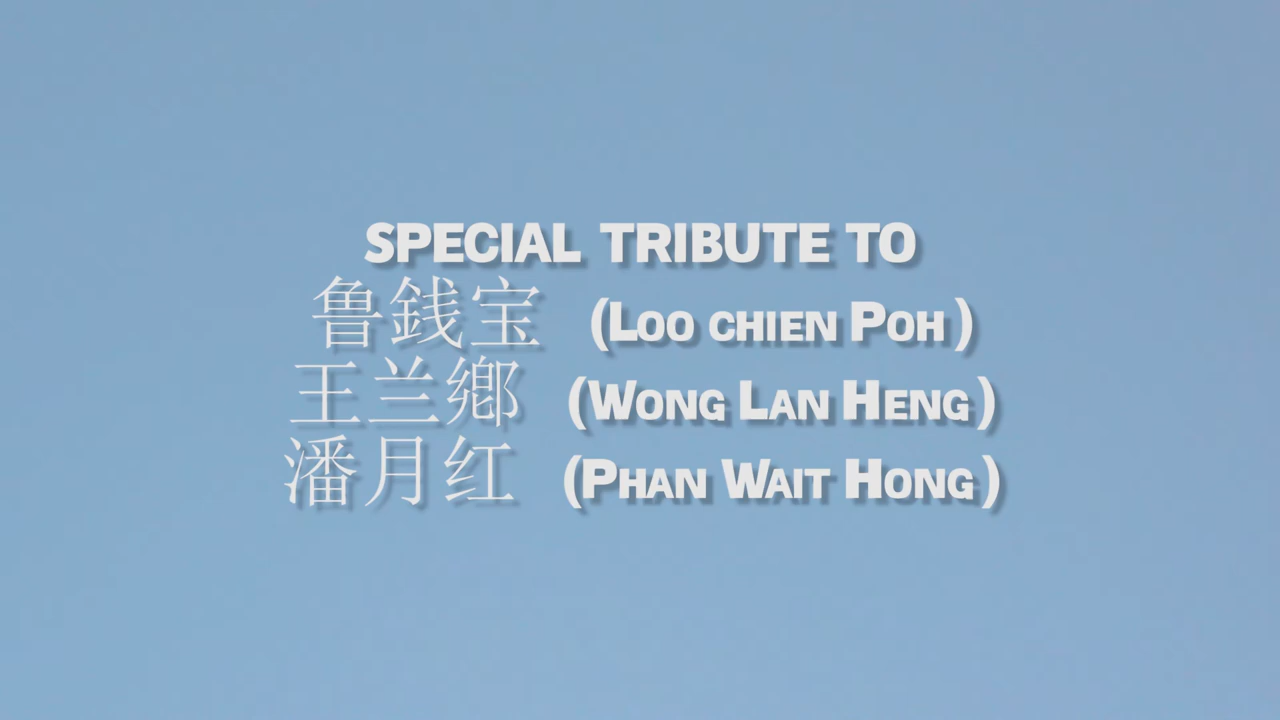 SPECIAL TRIBUTE TO
鲁銭宝 (LOO CHIEN POH)
王兰鄉 (WONG LAN HENG)
潘月红 (PHAN WAIT HONG)